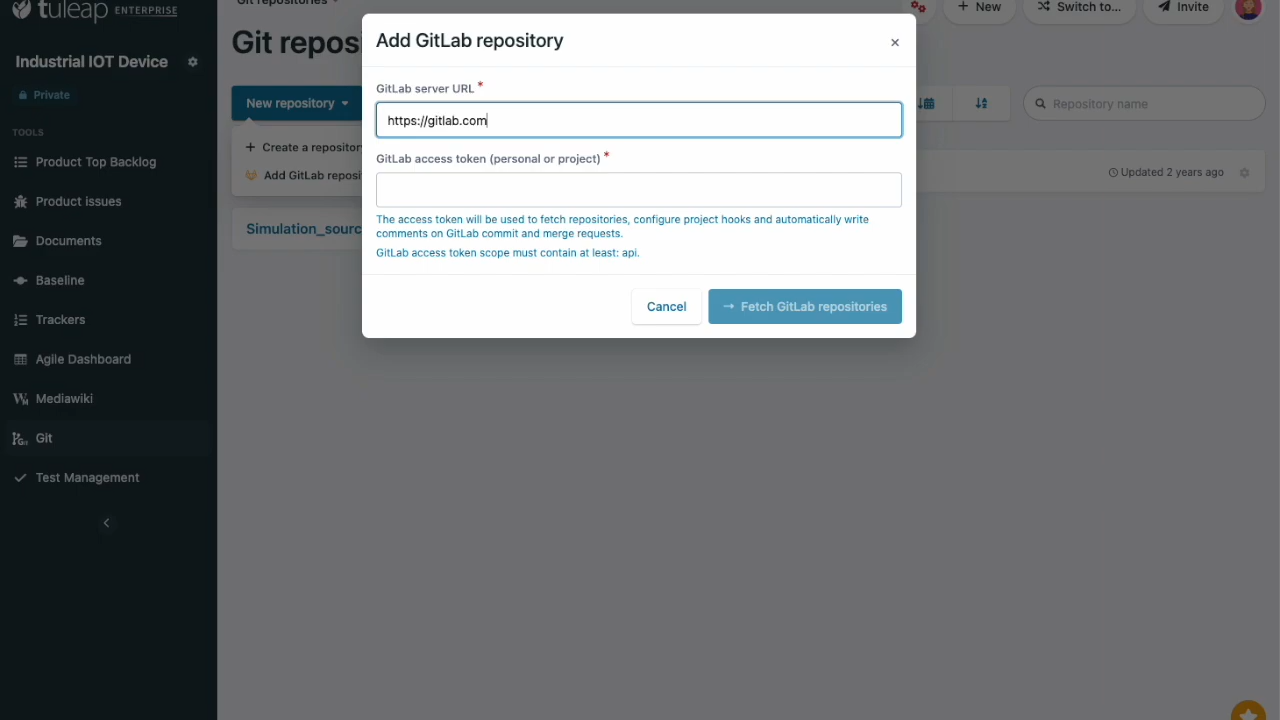 tuleap ENTERPRISE
Git repositories
New
Switch to...
Invite
Industrial IOT Device
Private
TOOLS
Product Top Backlog
Product issues
Documents
Baseline
Trackers
Agile Dashboard
Mediawiki
Git
Test Management
Git reposi
New repository
Repository name
+ Create a repository
Add GitLab reposi
Updated 2 years ago
Simulation_sourc
Add GitLab repository
×
GitLab server URL *
https://gitlab.com
GitLab access token (personal or project) *
The access token will be used to fetch repositories, configure project hooks and automatically write
comments on GitLab commit and merge requests.
GitLab access token scope must contain at least: api.
Cancel
→ Fetch GitLab repositories